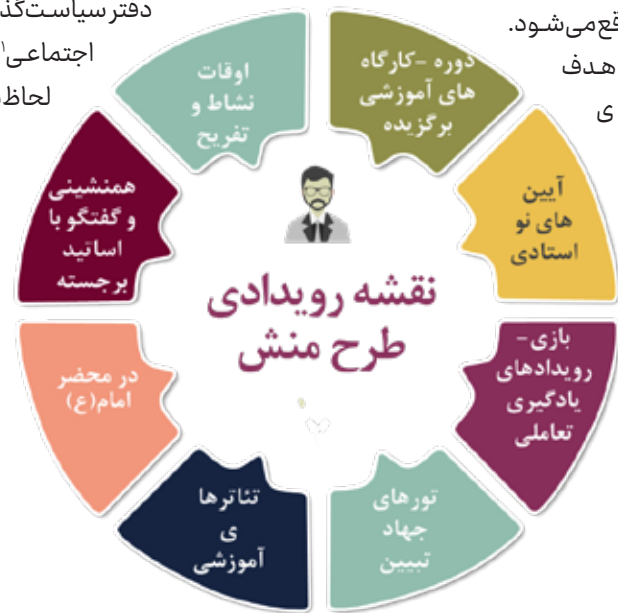 قع‌می‌شود.
هدف
ی
دفتر سیاست‌گذ
اجتماعی۱
لحاظ
دوره -کارگاه
های آموزشی
برگزیده
آیین
های نو
استادی
بازی -
رویدادهای
یادگیری
تعاملی
تورهای
جهاد
تبیین
تئاترها
ی
آموزشی
در محضر
امام(ع)
همنشینی
و گفتگو با
اساتید
برجسته
اوقات
نشاط و
تفریح
نقشه رویدادی
طرح منش